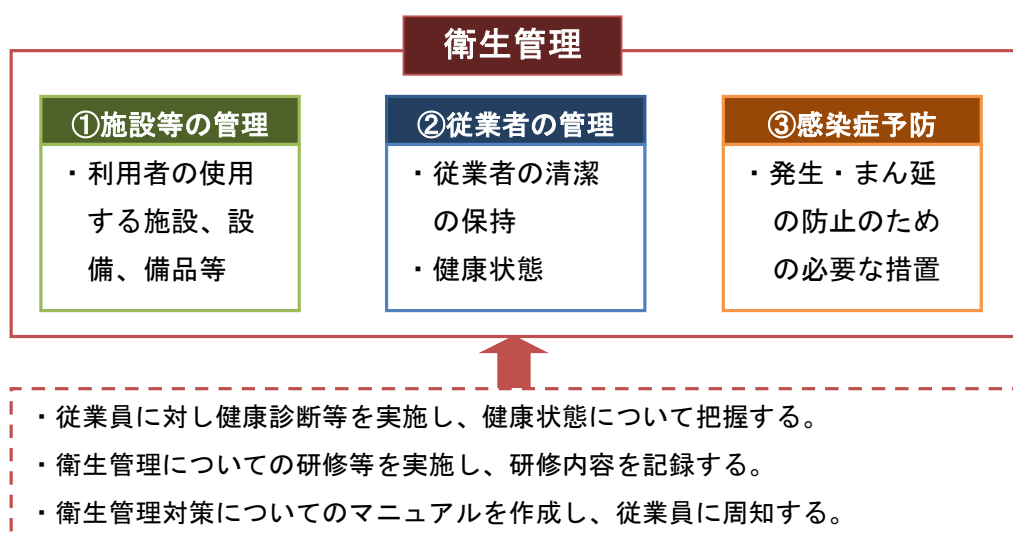 衛生管理
①施設等の管理
・利用者の使用
する施設、設
備、備品等
②従業者の管理
・従業者の清潔
の保持
・健康状態
③感染症予防
・発生・まん延
の防止のため
の必要な措置
・従業員に対し健康診断等を実施し、健康状態について把握する。
・衛生管理についての研修等を実施し、研修内容を記録する。
・衛生管理対策についてのマニュアルを作成し、従業員に周知する。